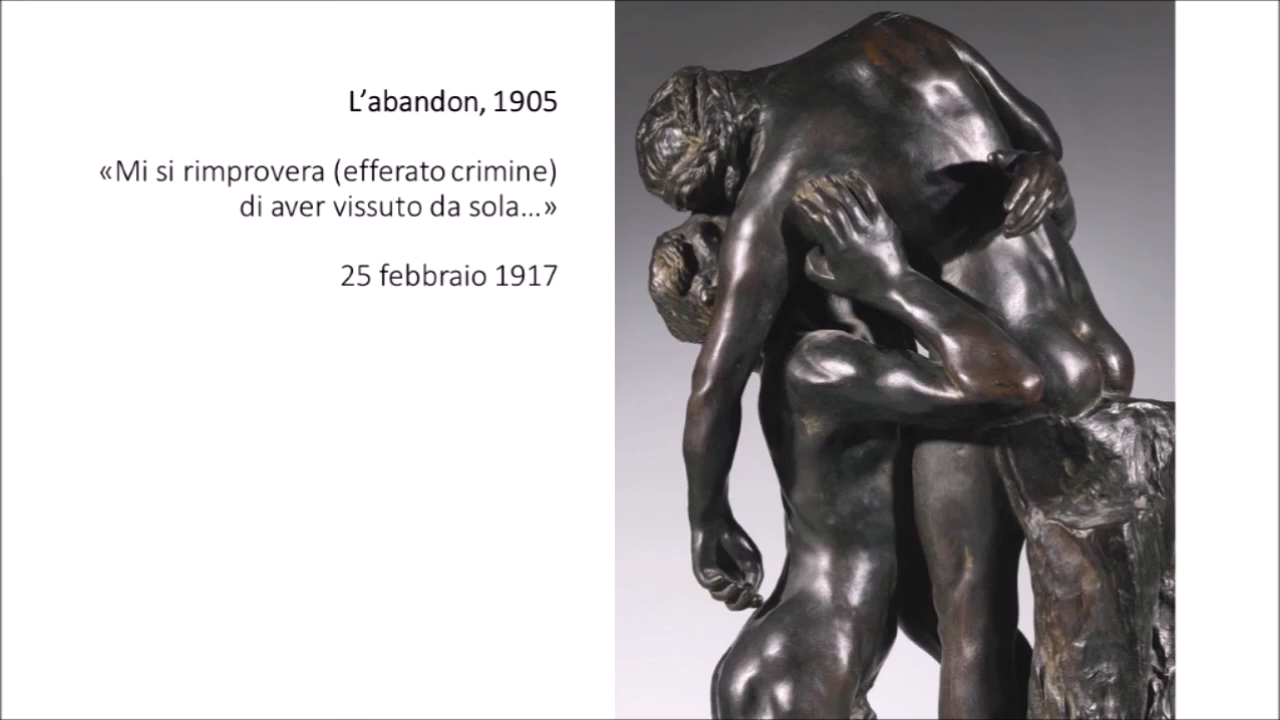 L’abandon, 1905
«Mi si rimprovera (efferato crimine)
di aver vissuto da sola…»
25 febbraio 1917